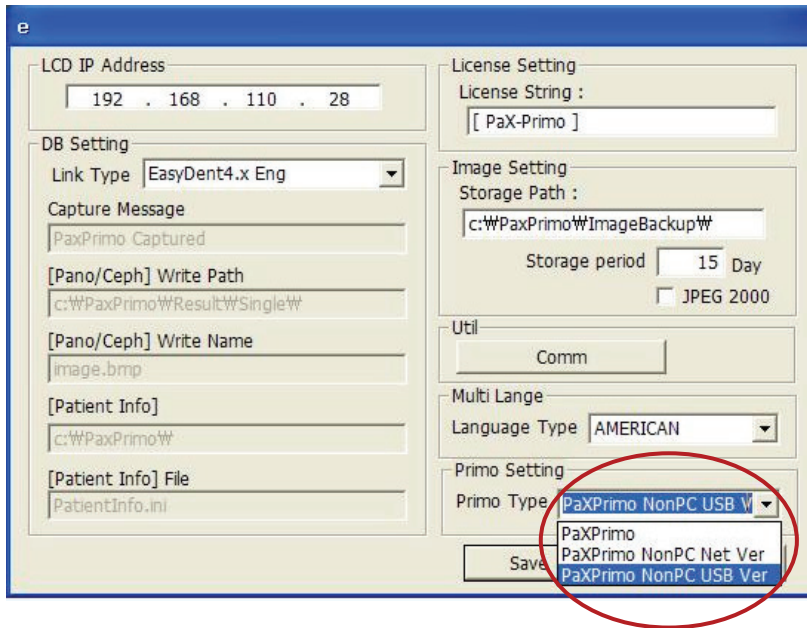 e
LCD IP Address
192 . 168 . 110 . 28
DB Setting
Link Type EasyDent4.x Eng
Capture Message
PaxPrimo Captured
[Pano/Ceph] Write Path
c:₩PaxPrimo₩Result₩Single₩
[Pano/Ceph] Write Name
image.bmp
[Patient Info]
c:₩PaxPrimo₩
[Patient Info] File
PatientInfo.ini
License Setting
License String :
[ PaX-Primo ]
Image Setting
Storage Path :
c:₩PaxPrimo₩ImageBackup₩
Storage period 15 Day
JPEG 2000
Util
Comm
Multi Lange
Language Type AMERICAN
Primo Setting
Primo Type PaXPrimo NonPC USB V
PaXPrimo
PaXPrimo NonPC Net Ver
PaXPrimo NonPC USB Ver
Save